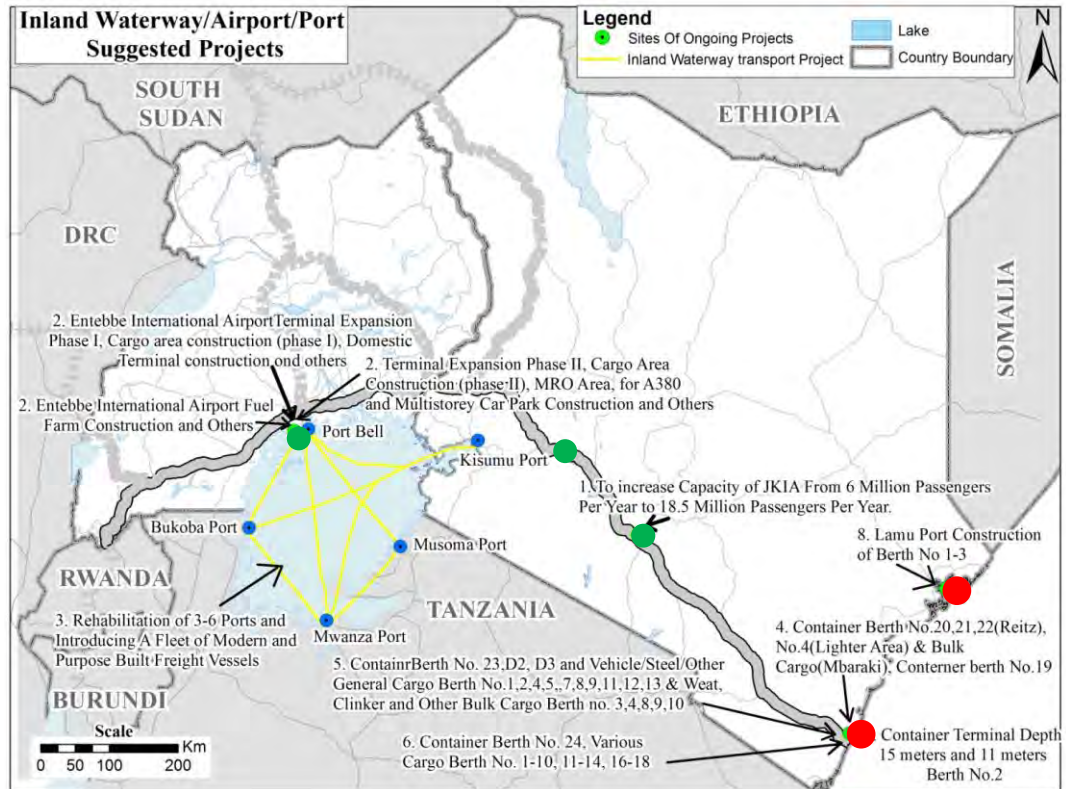 Inland Waterway/Airport/Port
Suggested Projects
Legend
Sites Of Ongoing Projects
Inland Waterway transport Project
Lake
Country Boundary
N
SOUTH
SUDAN
ETHIOPIA
DRC
SOMALIA
2. Entebbe International AirportTerminal Expansion
Phase I, Cargo area construction (phase I), Domestic
Terminal construction ond others
2. Terminal Expansion Phase II, Cargo Area
Construction (phase II), MRO Area, for A380
and Multistorey Car Park Construction and Others
2. Entebbe International Airport Fuel
Farm Construction and Others
Port Bell
Kisumu Port
1. To increase Capacity of JKIA From 6 Million Passengers
Per Year to 18.5 Million Passengers Per Year.
Bukoba Port
Musoma Port
8. Lamu Port Construction
of Berth No 1-3
RWANDA
TANZANIA
3. Rehabilitation of 3-6 Ports and
Introducing A Fleet of Modern and
Purpose Built Freight Vessels
Mwanza Port
4. Container Berth No.20,21,22(Reitz),
No.4(Lighter Area) & Bulk
Cargo(Mbaraki), Conterner berth No.19
5. ContainrBerth No. 23,D2, D3 and Vehicle/Steel/Other
General Cargo Berth No.1,2,4,5,,7,8,9,11,12,13 & Weat,
Clinker and Other Bulk Cargo Berth no. 3,4,8,9,10
BURUNDI
6. Container Berth No. 24, Various
Cargo Berth No. 1-10, 11-14, 16-18
Container Terminal Depth
15 meters and 11 meters
Berth No.2
Scale
Km
0 50 100 200